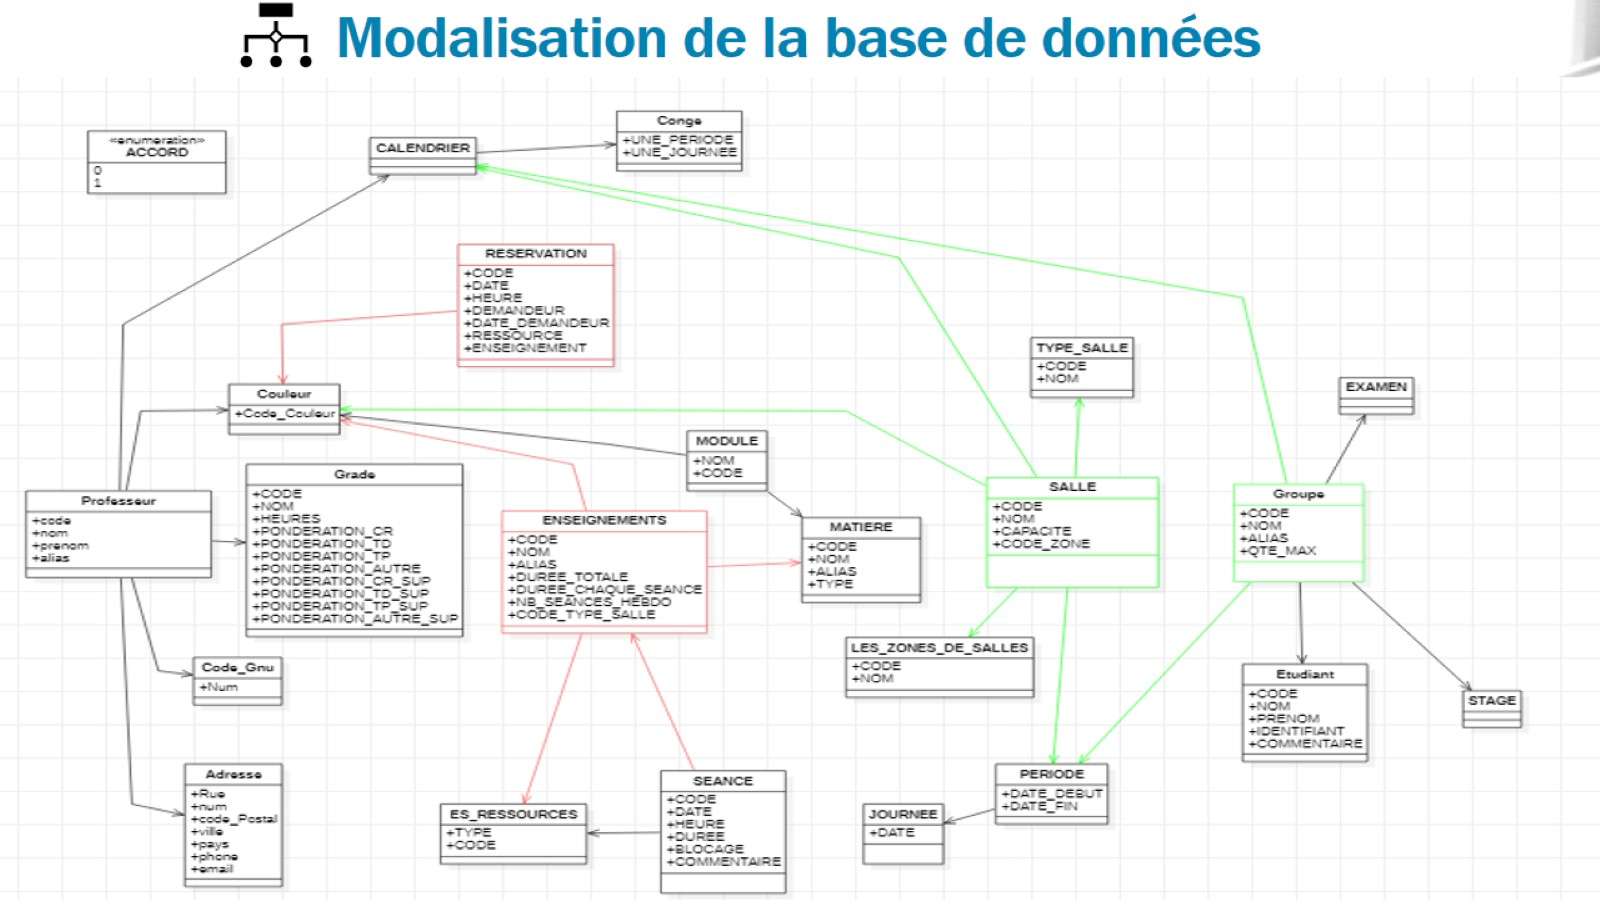 Modalisation de la base de données
«enumeration»
ACCORD
0
1
CALENDRIER
Conge
+UNE_PERIODE
+UNE_JOURNEE
RESERVATION
+CODE
+DATE
+HEURE
+DEMANDEUR
+DATE_DEMANDEUR
+RESSOURCE
+ENSEIGNEMENT
TYPE_SALLE
+CODE
+NOM
EXAMEN
Couleur
+Code_Couleur
MODULE
+NOM
+CODE
Grade
+CODE
+NOM
+HEURES
+PONDERATION_CR
+PONDERATION_TD
+PONDERATION_TP
+PONDERATION_AUTRE
+PONDERATION_CR_SUP
+PONDERATION_TD_SUP
+PONDERATION_TP_SUP
+PONDERATION_AUTRE_SUP
Professeur
+code
+nom
+prenom
+alias
ENSEIGNEMENTS
+CODE
+NOM
+ALIAS
+DUREE_TOTALE
+DUREE_CHAQUE_SEANCE
+NB_SEANCES_HEBDO
+CODE_TYPE_SALLE
MATIERE
+CODE
+NOM
+ALIAS
+TYPE
SALLE
+CODE
+NOM
+CAPACITE
+CODE_ZONE
Groupe
+CODE
+NOM
+ALIAS
+QTE_MAX
LES_ZONES_DE_SALLES
+CODE
+NOM
Code_Gnu
+Num
Etudiant
+CODE
+NOM
+PRENOM
+IDENTIFIANT
+COMMENTAIRE
STAGE
Adresse
+Rue
+num
+code_Postal
+ville
+pays
+phone
+email
ES_RESSOURCES
+TYPE
+CODE
SEANCE
+CODE
+DATE
+HEURE
+DUREE
+BLOCAGE
+COMMENTAIRE
JOURNEE
+DATE
PERIODE
+DATE_DEBUT
+DATE_FIN